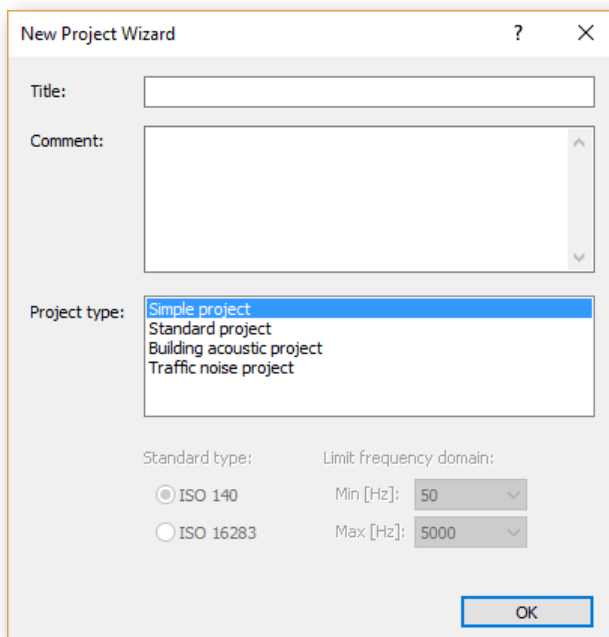 New Project Wizard ?
Title:
Comment:
Project type:
Simple project
Standard project
Building acoustic project
Traffic noise project
Standard type: Limit frequency domain:
ISO 140 Min [Hz]: 50
ISO 16283 Max [Hz]: 5000
OK